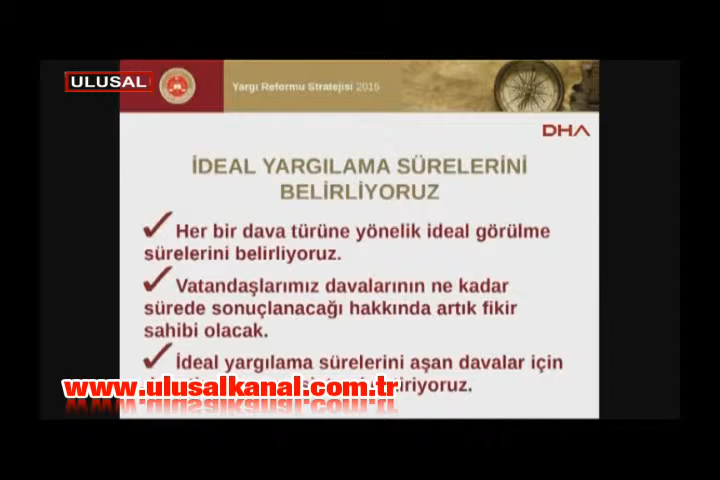 ULUSAL
Yargı Reformu Stratejisi 2015
DHA
İDEAL YARGILAMA SÜRELERİNİ
BELİRLİYORUZ
✓ Her bir dava türüne yönelik ideal görülme
sürelerini belirliyoruz.
✓ Vatandaşlarımız davalarının ne kadar
sürede sonuçlanacağı hakkında artık fikir
sahibi olacak.
✓ İdeal yargılama sürelerini aşan davalar için
www.ulusalkanal.com.tr